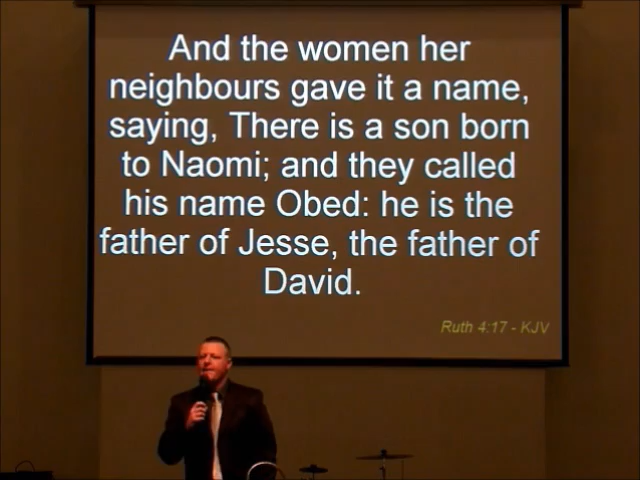 And the women her
neighbours gave it a name,
saying, There is a son born
to Naomi; and they called
his name Obed: he is the
father of Jesse, the father of
David.
Ruth 4:17 - KJV